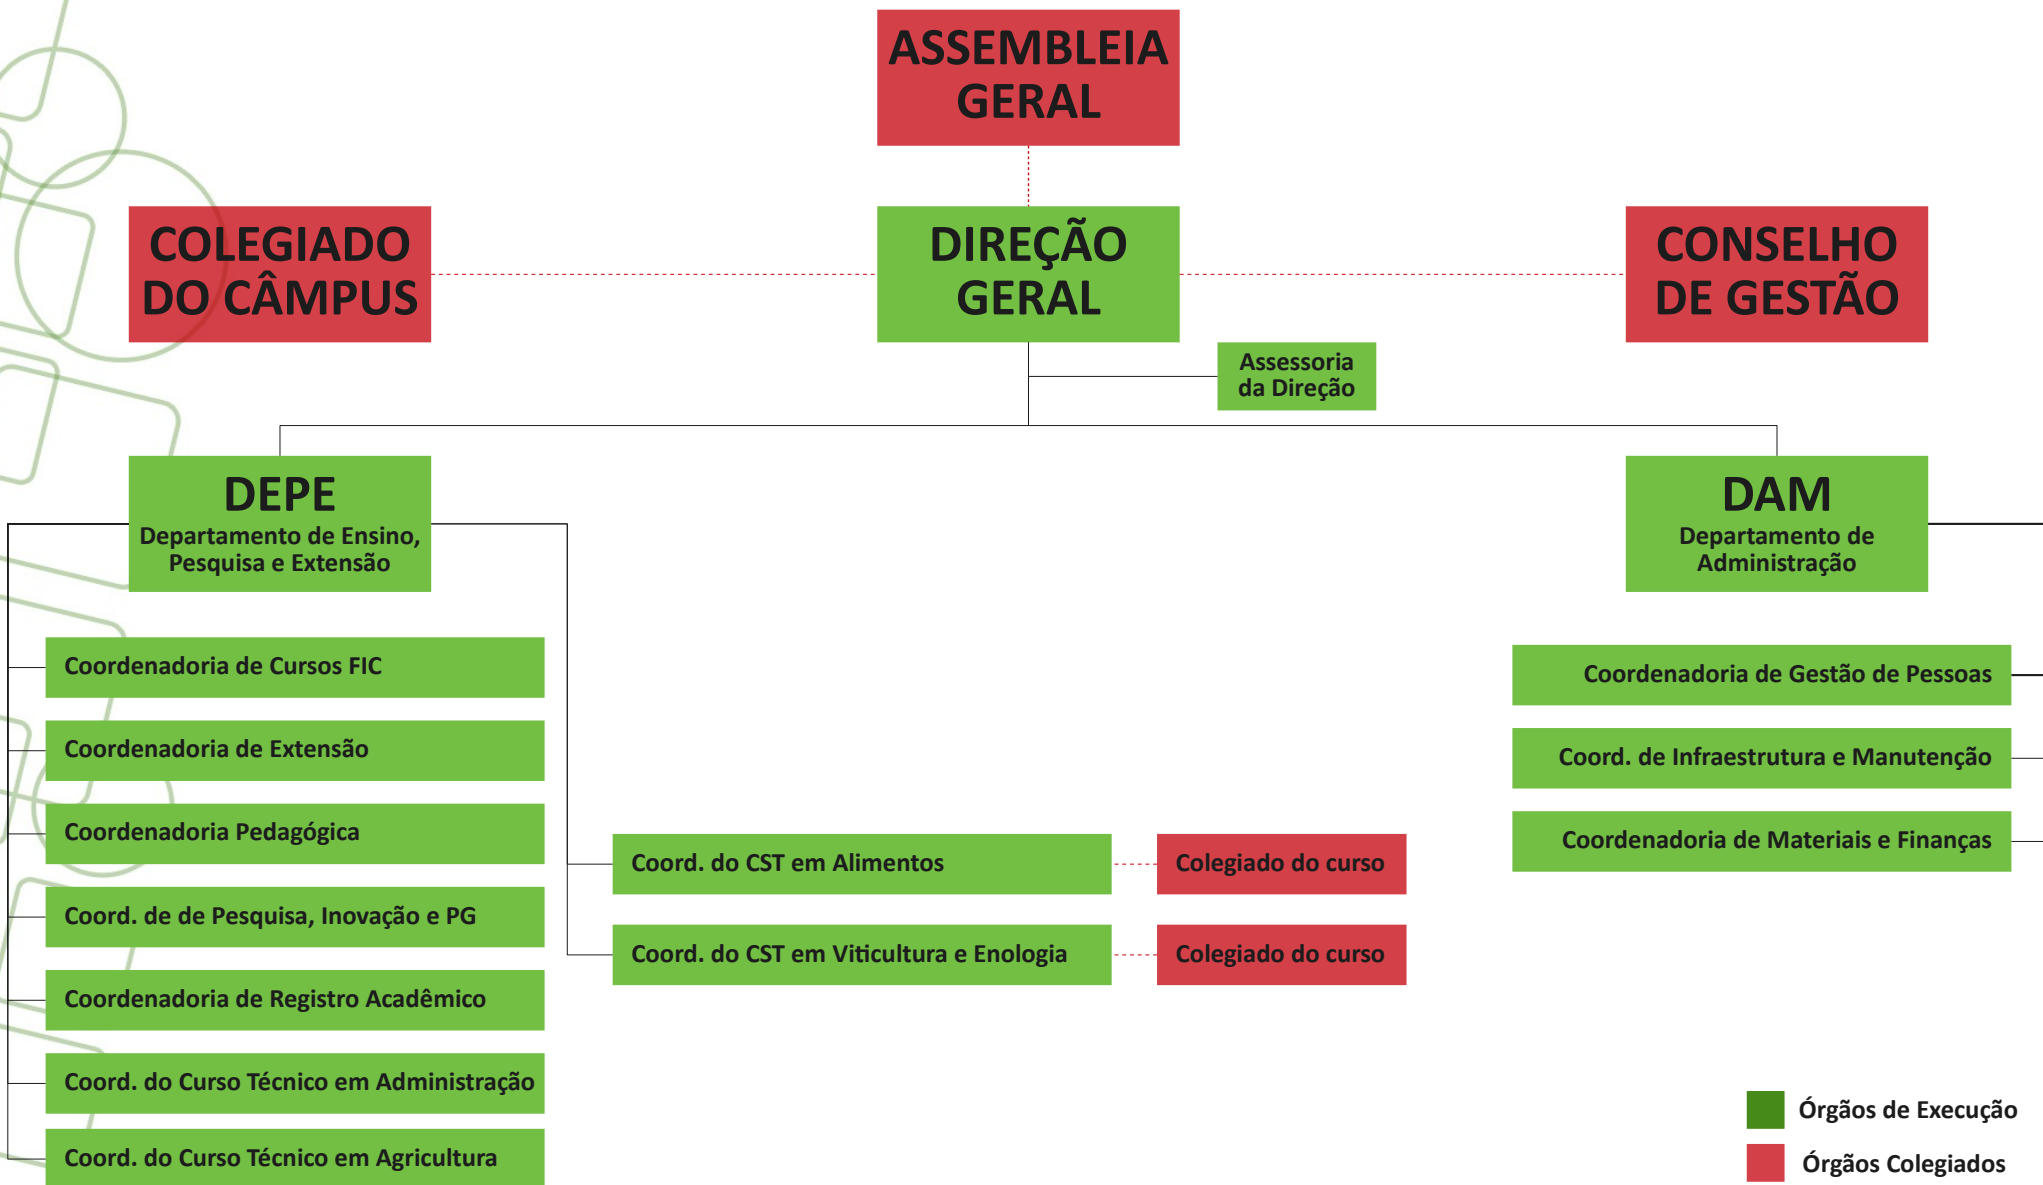 ASSEMBLEIA
GERAL
COLEGIADO
DO CÂMPUS
DIREÇÃO
GERAL
CONSELHO
DE GESTÃO
Assessoria
da Direção
DEPE
Departamento de Ensino,
Pesquisa e Extensão
DAM
Departamento de
Administração
Coordenadoria de Cursos FIC
Coordenadoria de Extensão
Coordenadoria Pedagógica
Coord. de de Pesquisa, Inovação e PG
Coordenadoria de Registro Acadêmico
Coord. do Curso Técnico em Administração
Coord. do Curso Técnico em Agricultura
Coord. do CST em Alimentos
Colegiado do curso
Coord. do CST em Viticultura e Enologia
Colegiado do curso
Coordenadoria de Gestão de Pessoas
Coord. de Infraestrutura e Manutenção
Coordenadoria de Materiais e Finanças
Órgãos de Execução
Órgãos Colegiados